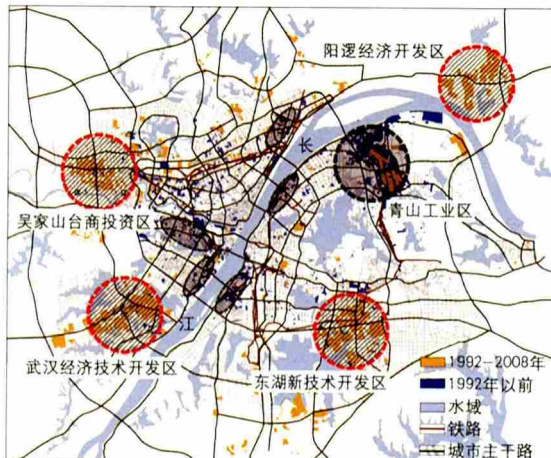 阳逻经济开发区
长
吴家山台商投资区
青山工业区
江
武汉经济技术开发区
东湖新技术开发区
1992-2008年
1992年以前
水域
铁路
城市主干路